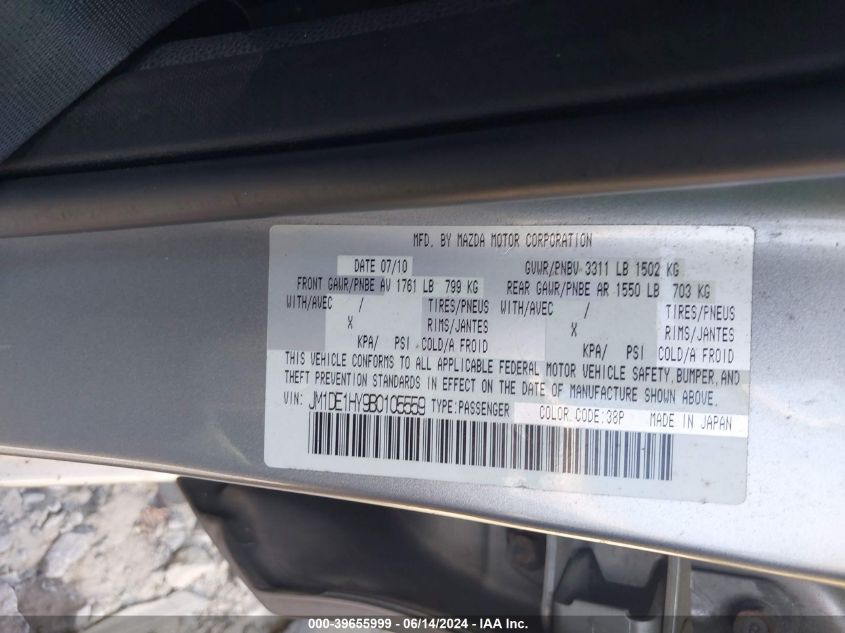 MFD. BY MAZDA MOTOR CORPORATION
DATE 07/10 GVWR/PNBV 3311 LB 1502 KG
FRONT GAWR/PNBE AV 1761 LB 799 KG REAR GAWR/PNBE AR 1550 LB 703 KG
WITH/AVEC / TIRES/PNEUS WITH/AVEC / TIRES/PNEUS
X RIMS/JANTES X RIMS/JANTES
KPA/ PSI COLD/A FROID KPA/ PSI COLD/A FROID
THIS VEHICLE CONFORMS TO ALL APPLICABLE FEDERAL MOTOR VEHICLE SAFETY, BUMPER, AND
THEFT PREVENTION STANDARDS IN EFFECT ON THE DATE OF MANUFACTURE SHOWN ABOVE.
VIN: JM1DE1HY9B0105559 TYPE:PASSENGER COLOR CODE:38P MADE IN JAPAN
000-39655999 - 06/14/2024 - IAA Inc.